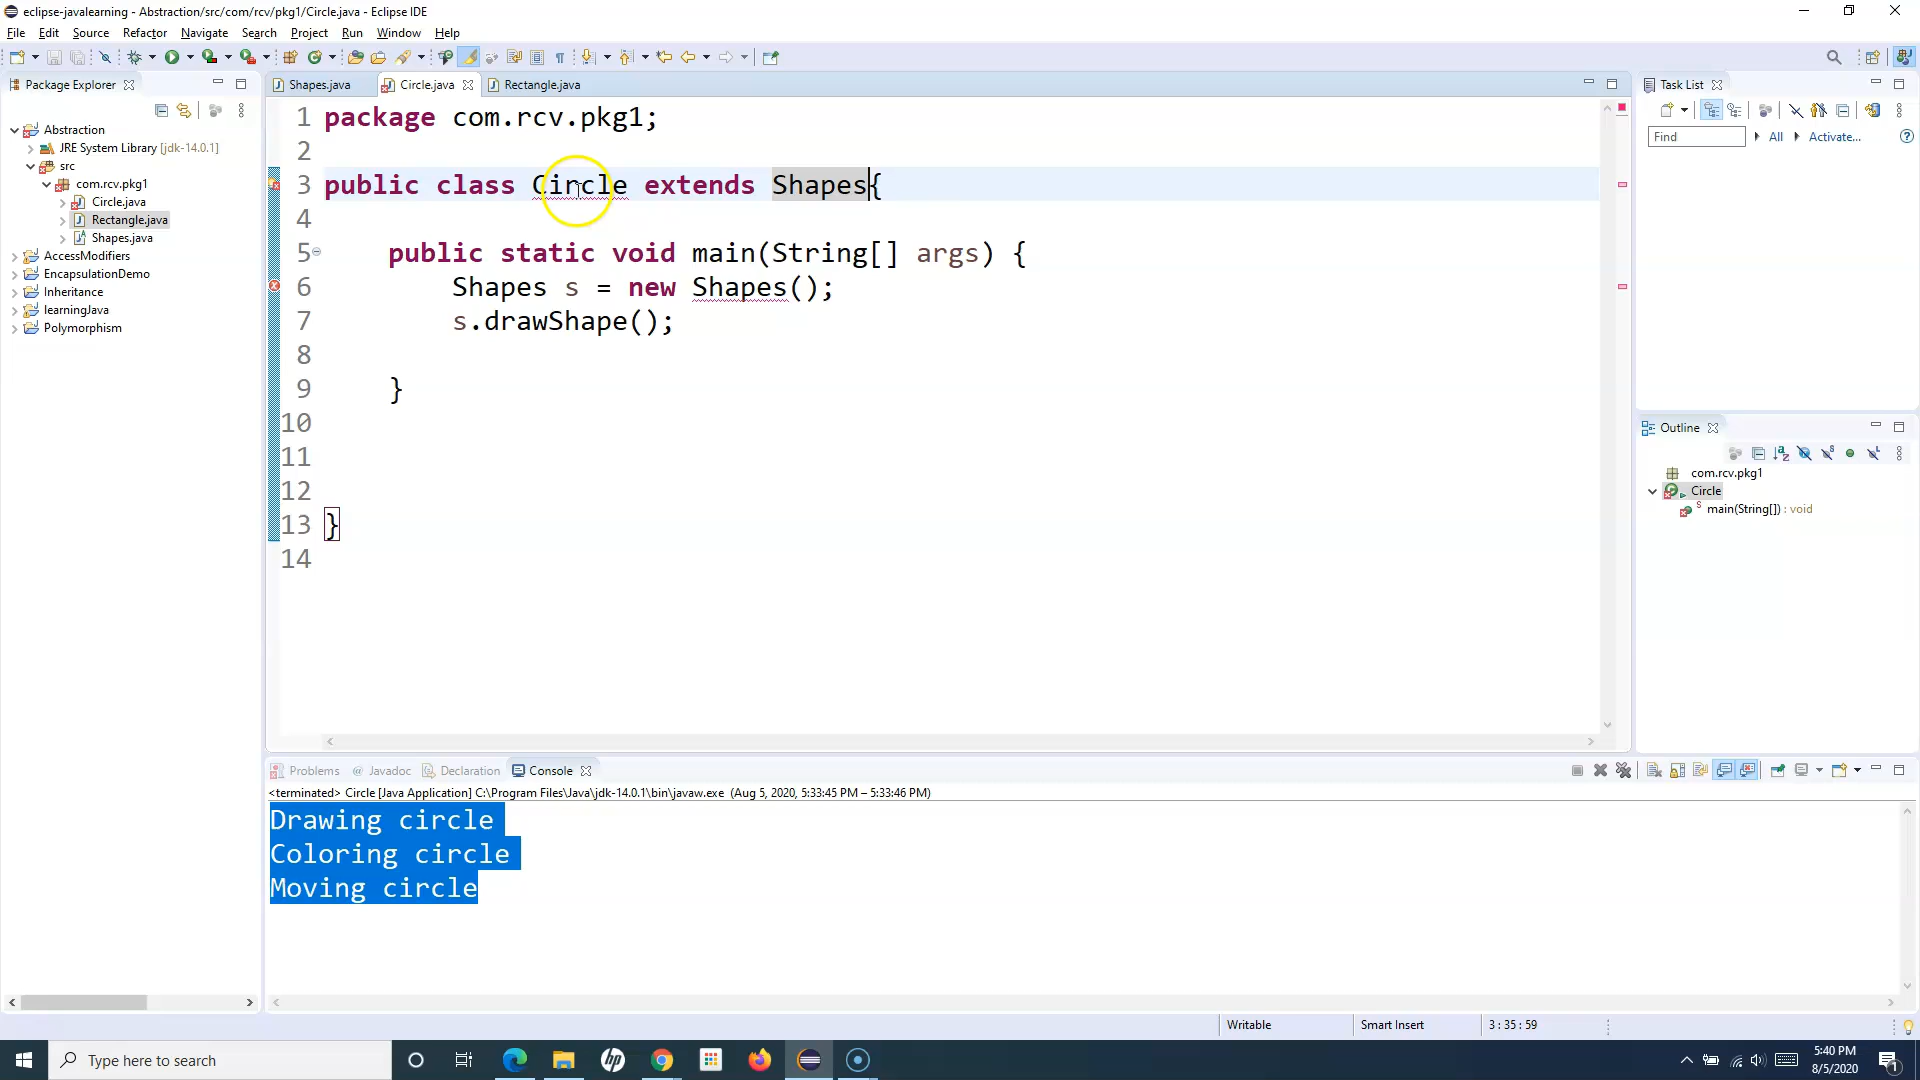 eclipse-javalearning - Abstraction/src/com/rcv/pkg1/Circle.java - Eclipse IDE
File Edit Source Refactor Navigate Search Project Run Window Help
Package Explorer
Abstraction
JRE System Library [jdk-14.0.1]
src
com.rcv.pkg1
Circle.java
Rectangle.java
Shapes.java
AccessModifiers
EncapsulationDemo
Inheritance
learningJava
Polymorphism
Shapes.java Circle.java Rectangle.java
1 package com.rcv.pkg1;
2
3 public class Circle extends Shapes{
4
5 public static void main(String[] args) {
6 Shapes s = new Shapes();
7 s.drawShape();
8
9 }
10
11
12
13 }
14
Task List
Find All Activate...
Outline
com.rcv.pkg1
Circle
main(String[]) : void
Problems Javadoc Declaration Console
<terminated> Circle [Java Application] C:\Program Files\Java\jdk-14.0.1\bin\javaw.exe (Aug 5, 2020, 5:33:45 PM – 5:33:46 PM)
Drawing circle
Coloring circle
Moving circle
Writable Smart Insert 3 : 35 : 59
Type here to search
hp
5:40 PM
8/5/2020
1